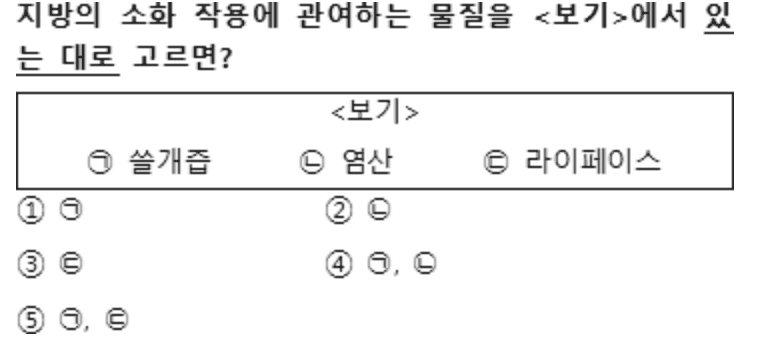 지방의 소화 작용에 관여하는 물질을 <보기>에서 있
는 대로 고르면?
<보기>
㉠ 쓸개즙 ㉡ 염산 ㉢ 라이페이스
① ㉠ ② ㉡
③ ㉢ ④ ㉠, ㉡
⑤ ㉠, ㉢